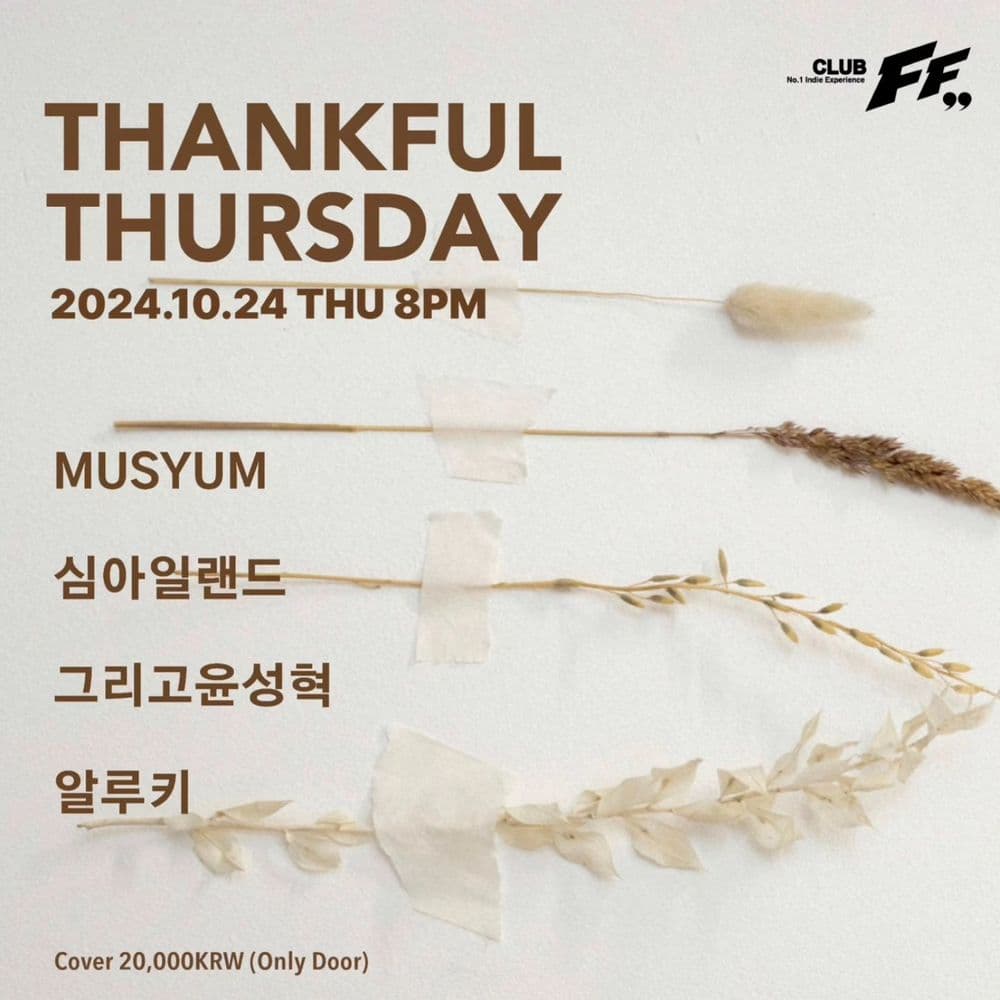 CLUB
No.1 Indie Experience
FF,,
THANKFUL
THURSDAY
2024.10.24 THU 8PM
MUSYUM
심아일랜드
그리고윤성혁
알루키
Cover 20,000KRW (Only Door)